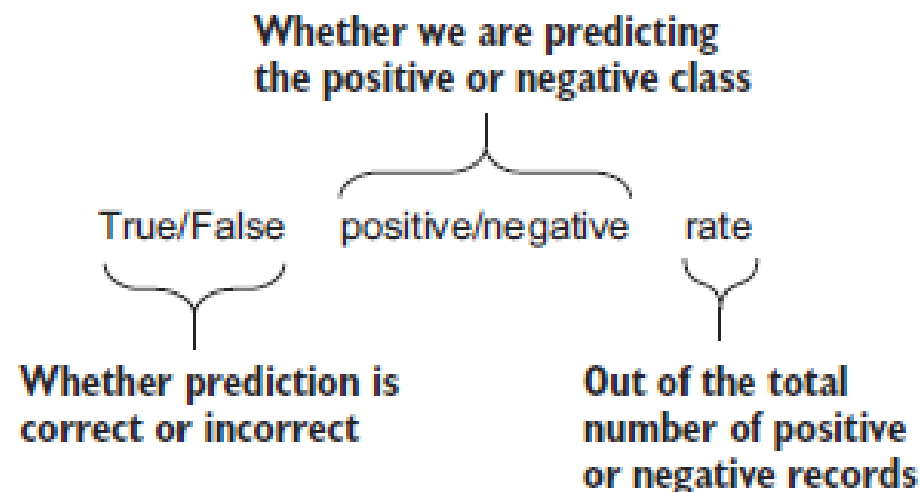 Whether we are predicting
the positive or negative class
True/False positive/negative rate
Whether prediction is
correct or incorrect
Out of the total
number of positive
or negative records